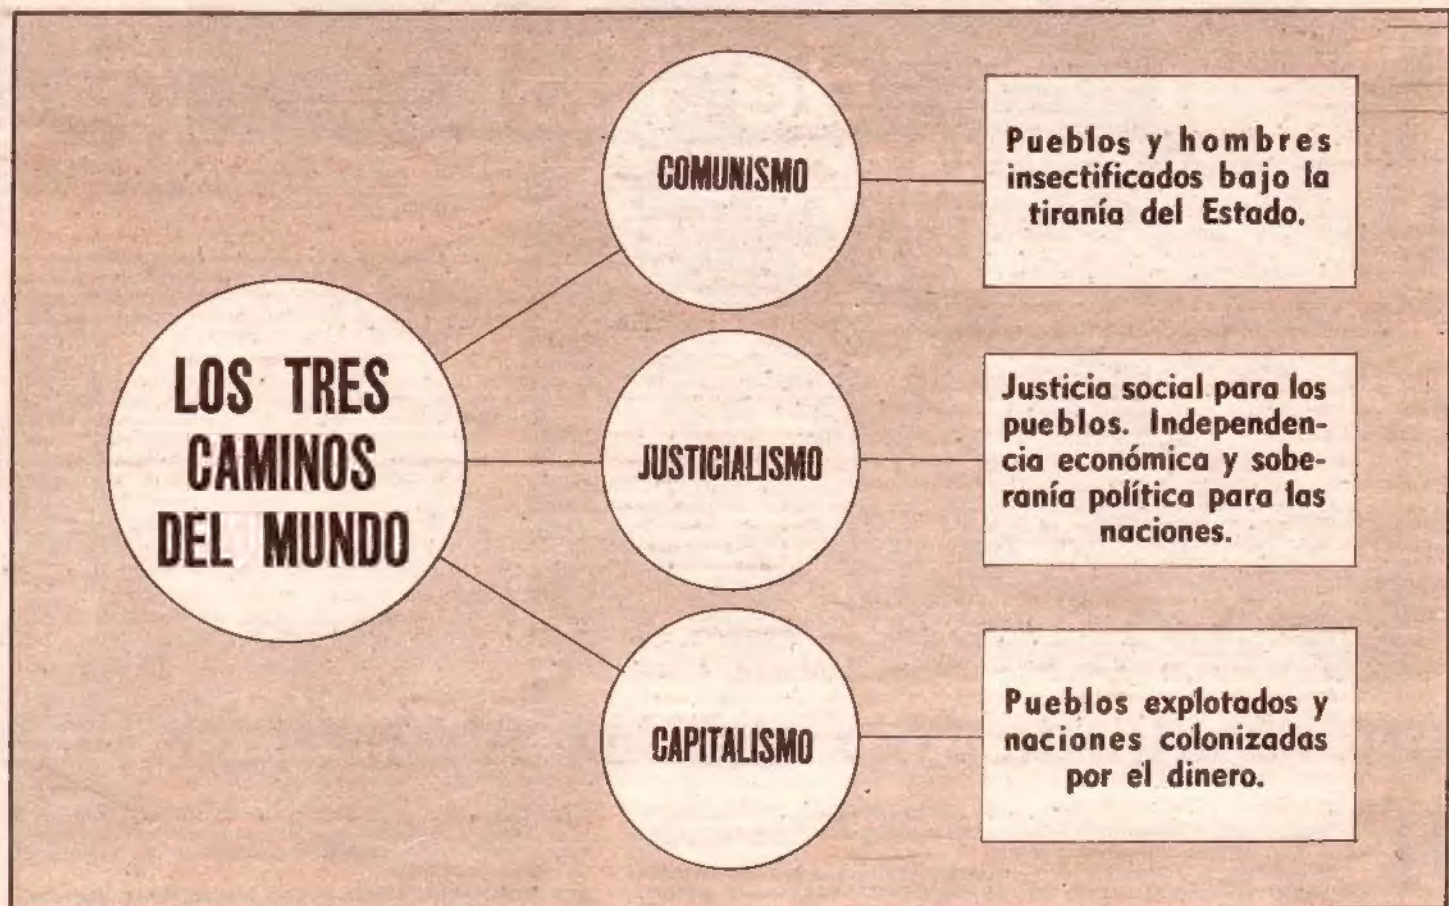 LOS TRES
CAMINOS
DEL MUNDO
COMUNISMO
Pueblos y hombres
insectificados bajo la
tiranía del Estado.
JUSTICIALISMO
Justicia social para los
pueblos. Independen-
cia económica y sobe-
ranía política para las
naciones.
CAPITALISMO
Pueblos explotados y
naciones colonizadas
por el dinero.